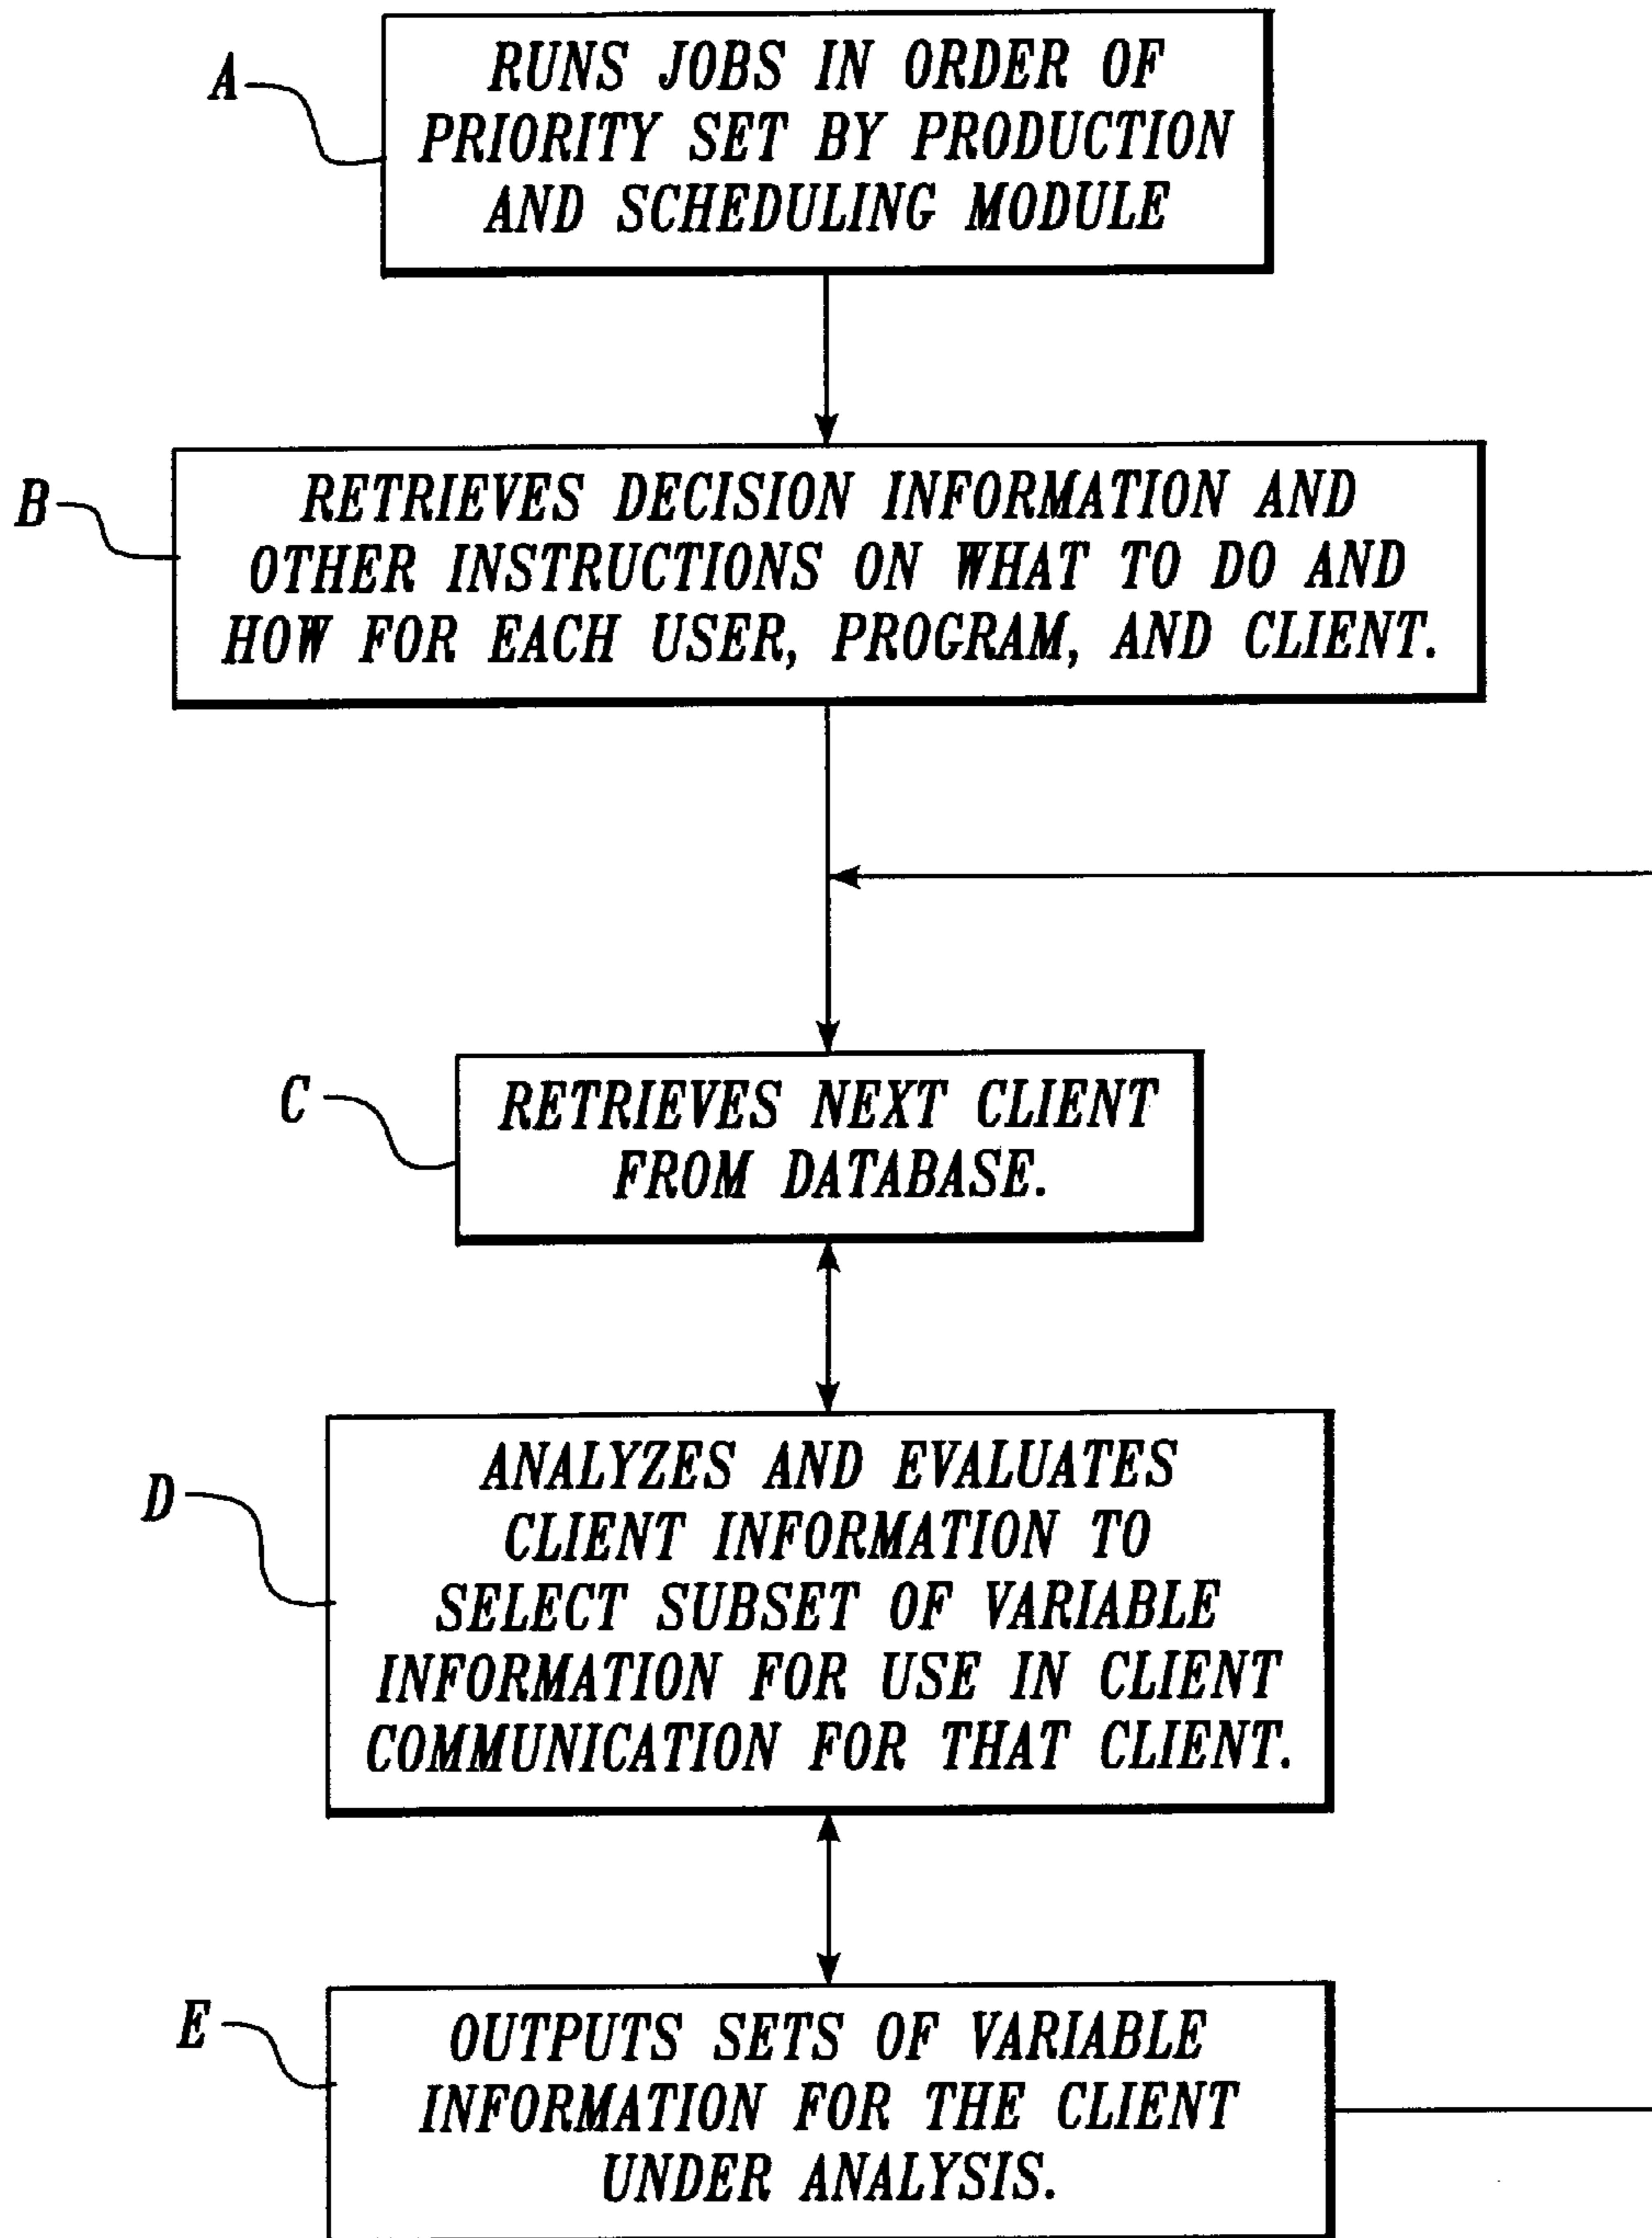 A
RUNS JOBS IN ORDER OF
PRIORITY SET BY PRODUCTION
AND SCHEDULING MODULE
B
RETRIEVES DECISION INFORMATION AND
OTHER INSTRUCTIONS ON WHAT TO DO AND
HOW FOR EACH USER, PROGRAM, AND CLIENT.
C
RETRIEVES NEXT CLIENT
FROM DATABASE.
D
ANALYZES AND EVALUATES
CLIENT INFORMATION TO
SELECT SUBSET OF VARIABLE
INFORMATION FOR USE IN CLIENT
COMMUNICATION FOR THAT CLIENT.
E
OUTPUTS SETS OF VARIABLE
INFORMATION FOR THE CLIENT
UNDER ANALYSIS.